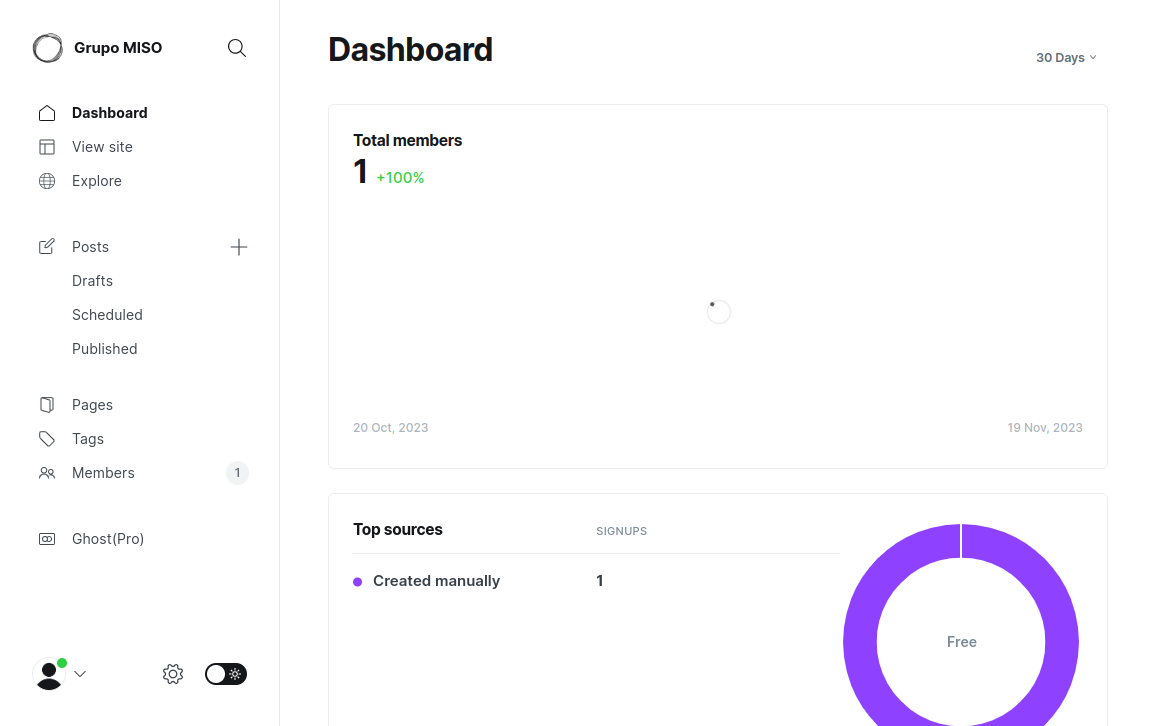 Grupo MISO
Dashboard
View site
Explore
Posts
Drafts
Scheduled
Published
Pages
Tags
Members 1
Ghost(Pro)
Dashboard
30 Days
Total members
1 +100%
20 Oct, 2023 19 Nov, 2023
Top sources SIGNUPS
Created manually 1
Free